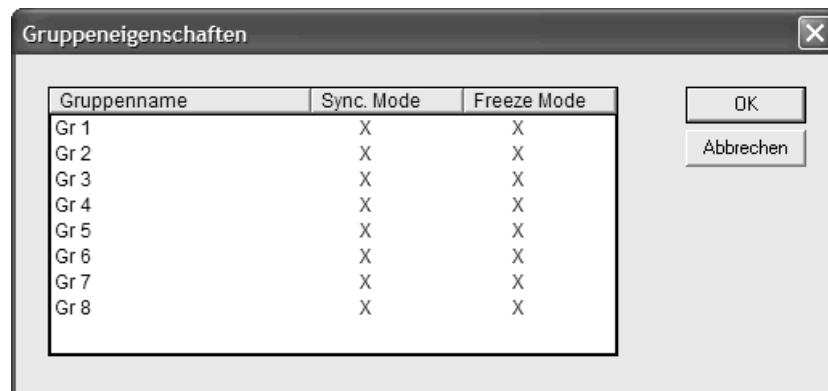 Gruppeneigenschaften
Gruppenname Sync. Mode Freeze Mode
Gr 1 X X
Gr 2 X X
Gr 3 X X
Gr 4 X X
Gr 5 X X
Gr 6 X X
Gr 7 X X
Gr 8 X X
OK
Abbrechen